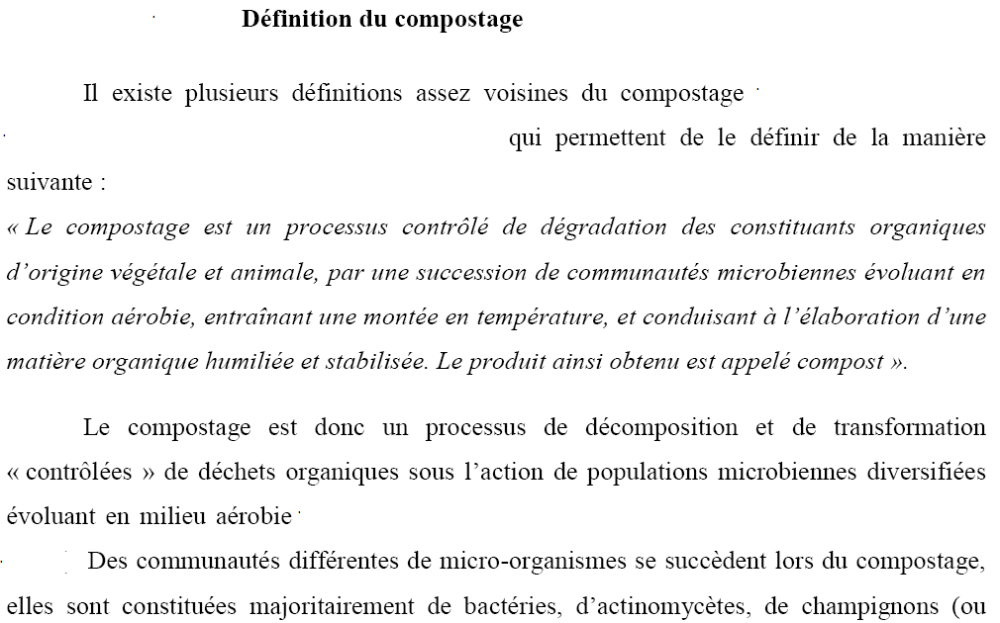 Définition du compostage
Il existe plusieurs définitions assez voisines du compostage
qui permettent de le définir de la manière
suivante :
« Le compostage est un processus contrôlé de dégradation des constituants organiques
d’origine végétale et animale, par une succession de communautés microbiennes évoluant en
condition aérobie, entraînant une montée en température, et conduisant à l’élaboration d’une
matière organique humiliée et stabilisée. Le produit ainsi obtenu est appelé compost ».
Le compostage est donc un processus de décomposition et de transformation
« contrôlées » de déchets organiques sous l’action de populations microbiennes diversifiées
évoluant en milieu aérobie
Des communautés différentes de micro-organismes se succèdent lors du compostage,
elles sont constituées majoritairement de bactéries, d’actinomycètes, de champignons (ou